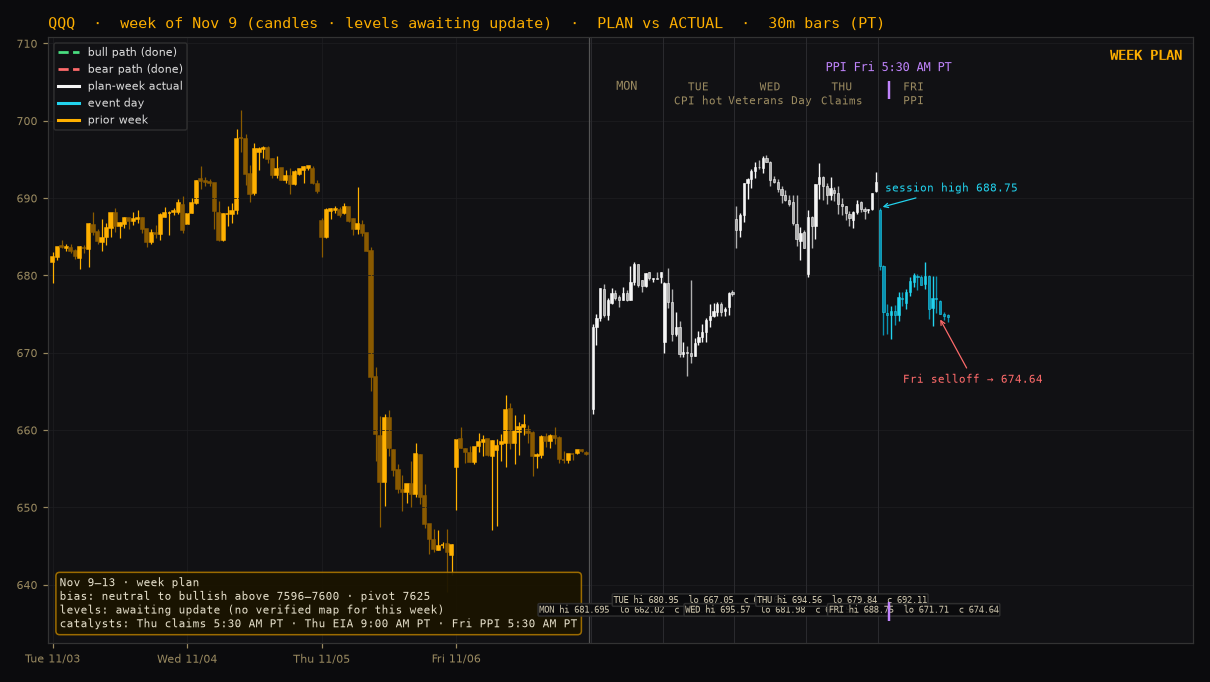 QQQ · week of Nov 9 (candles · levels awaiting update) · PLAN vs ACTUAL · 30m bars (PT)
WEEK PLAN
bull path (done)
bear path (done)
plan-week actual
event day
prior week
PPI Fri 5:30 AM PT
MON
TUE
CPI hot
WED
Veterans Day
THU
Claims
FRI
PPI
session high 688.75
Fri selloff → 674.64
710
700
690
680
670
660
650
640
Nov 9–13 · week plan
bias: neutral to bullish above 7596–7600 · pivot 7625
levels: awaiting update (no verified map for this week)
catalysts: Thu claims 5:30 AM PT · Thu EIA 9:00 AM PT · Fri PPI 5:30 AM PT
TUE hi 680.95 lo 667.05 c
THU hi 694.56 lo 679.84 c 692.11
MON hi 681.695 lo 662.02 c
WED hi 695.57 lo 681.98 c
FRI hi 688.75 lo 671.71 c 674.64
Tue 11/03
Wed 11/04
Thu 11/05
Fri 11/06